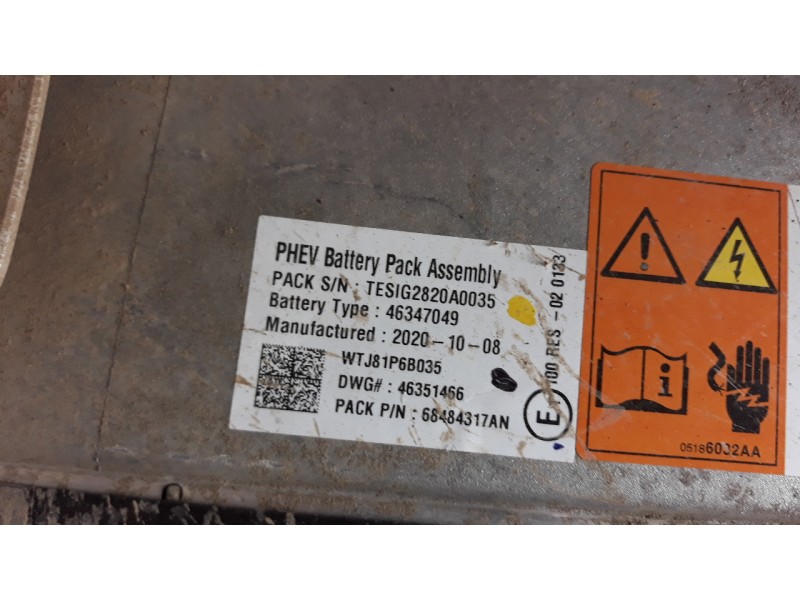 PHEV Battery Pack Assembly
PACK S/N : TESIG2820A0035
Battery Type : 46347049
Manufactured : 2020-10-08
WTJ81P6B035
DWG# : 46351466
PACK P/N : 68484317AN
E
100 RES - 02 0133
i
05186002AA